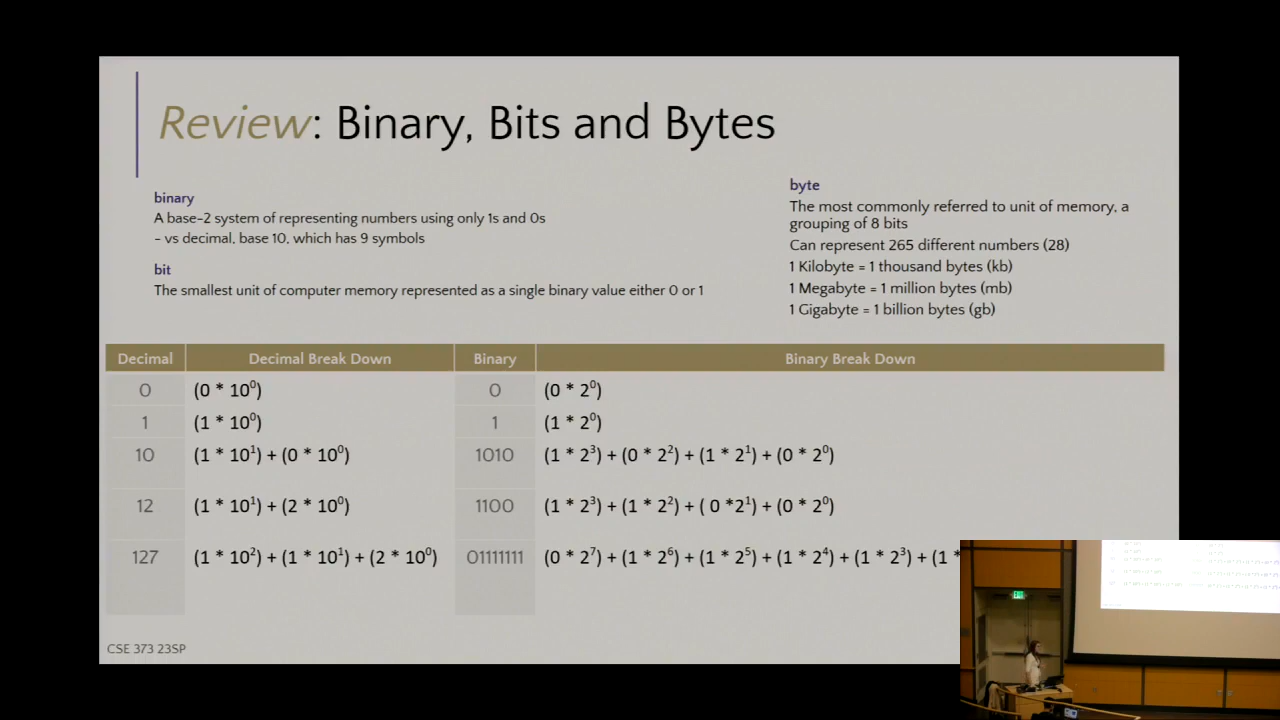 Review: Binary, Bits and Bytes
binary
A base-2 system of representing numbers using only 1s and 0s
- vs decimal, base 10, which has 9 symbols
bit
The smallest unit of computer memory represented as a single binary value either 0 or 1
byte
The most commonly referred to unit of memory, a
grouping of 8 bits
Can represent 265 different numbers (28)
1 Kilobyte = 1 thousand bytes (kb)
1 Megabyte = 1 million bytes (mb)
1 Gigabyte = 1 billion bytes (gb)
Decimal Decimal Break Down Binary Binary Break Down
0 (0 * 10⁰) 0 (0 * 2⁰)
1 (1 * 10⁰) 1 (1 * 2⁰)
10 (1 * 10¹) + (0 * 10⁰) 1010 (1 * 2³) + (0 * 2²) + (1 * 2¹) + (0 * 2⁰)
12 (1 * 10¹) + (2 * 10⁰) 1100 (1 * 2³) + (1 * 2²) + ( 0 *2¹) + (0 * 2⁰)
127 (1 * 10²) + (1 * 10¹) + (2 * 10⁰) 01111111 (0 * 2⁷) + (1 * 2⁶) + (1 * 2⁵) + (1 * 2⁴) + (1 * 2³) + (1 *
CSE 373 23SP